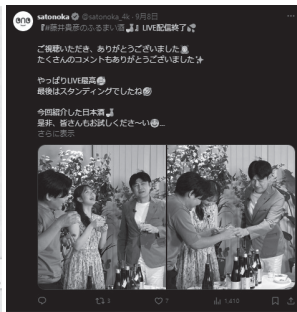 satonoka @satonoka_4k · 9月8日
『#藤井義彦のふるまい酒🍶』LIVE配信終了💫
ご視聴いただき、ありがとうございました🙇
たくさんのコメントもありがとうございました✨
やっぱりLIVE最高😆
最後はスタンディングでしたね🤣
今回紹介した日本酒🍶
是非、皆さんもお試しくださ〜い😄...
さらに表示
3
7
1,410